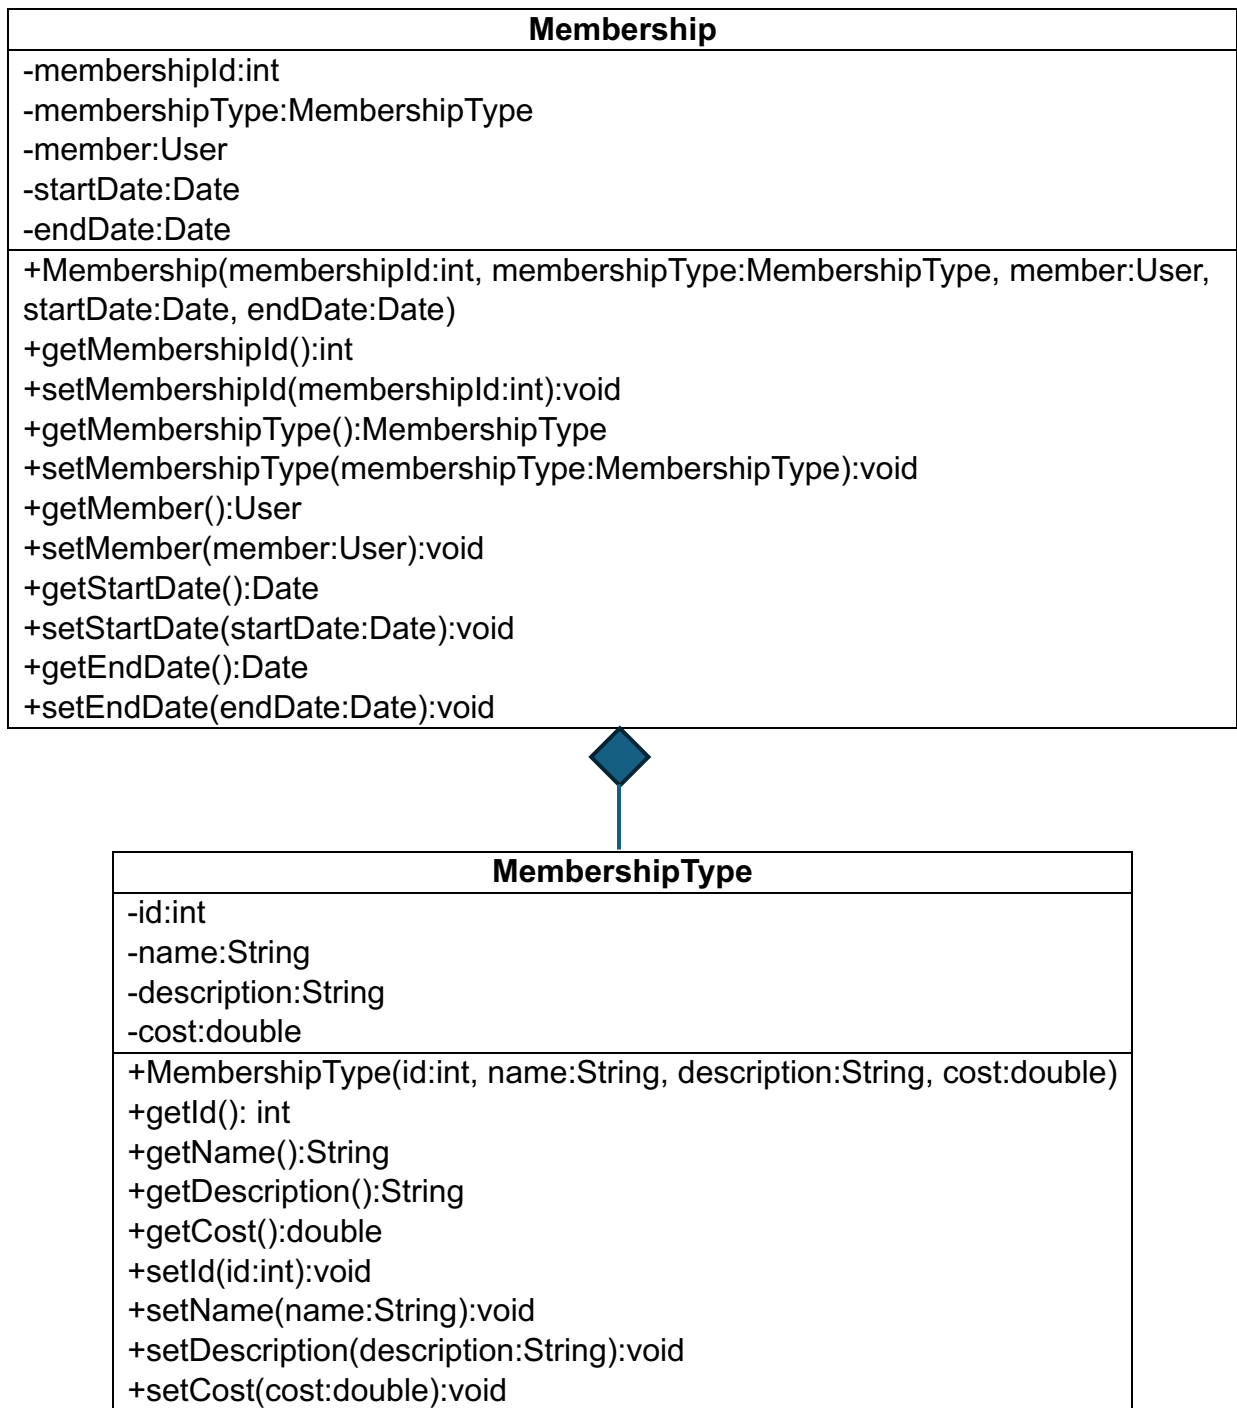 Membership
-membershipId:int
-membershipType:MembershipType
-member:User
-startDate:Date
-endDate:Date
+Membership(membershipId:int, membershipType:MembershipType, member:User,
startDate:Date, endDate:Date)
+getMembershipId():int
+setMembershipId(membershipId:int):void
+getMembershipType():MembershipType
+setMembershipType(membershipType:MembershipType):void
+getMember():User
+setMember(member:User):void
+getStartDate():Date
+setStartDate(startDate:Date):void
+getEndDate():Date
+setEndDate(endDate:Date):void
MembershipType
-id:int
-name:String
-description:String
-cost:double
+MembershipType(id:int, name:String, description:String, cost:double)
+getId(): int
+getName():String
+getDescription():String
+getCost():double
+setId(id:int):void
+setName(name:String):void
+setDescription(description:String):void
+setCost(cost:double):void